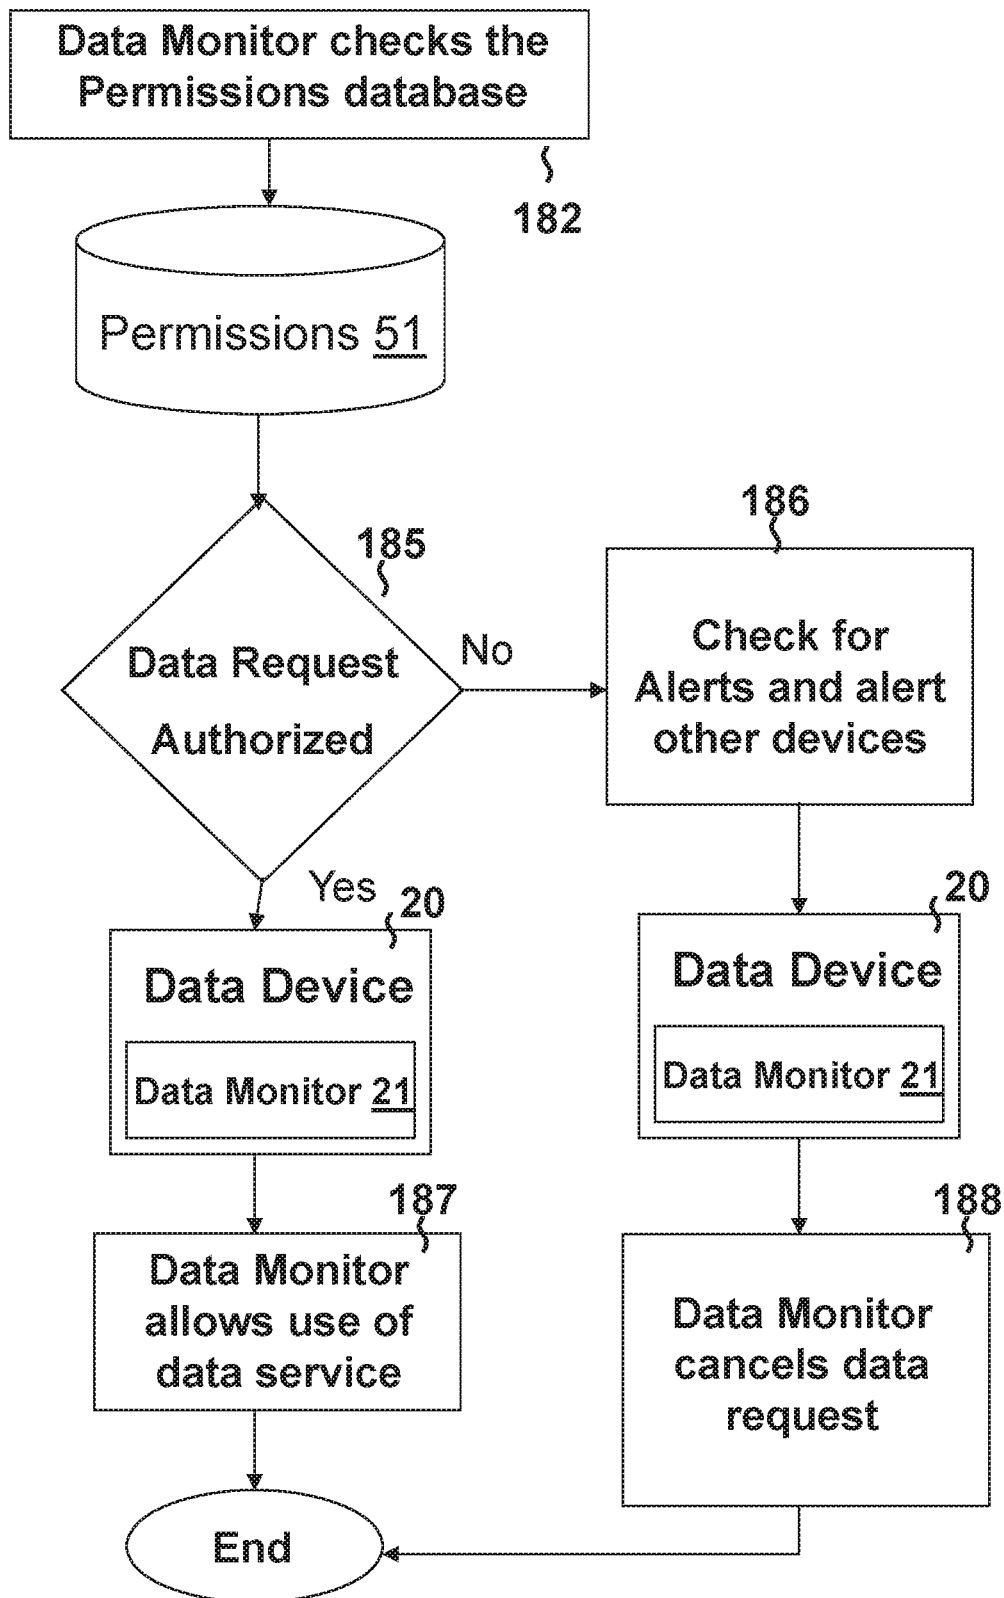 Data Monitor checks the
Permissions database
182
Permissions 51
185
Data Request
Authorized
No
Yes
186
Check for
Alerts and alert
other devices
20
Data Device
Data Monitor 21
20
Data Device
Data Monitor 21
187
Data Monitor
allows use of
data service
188
Data Monitor
cancels data
request
End